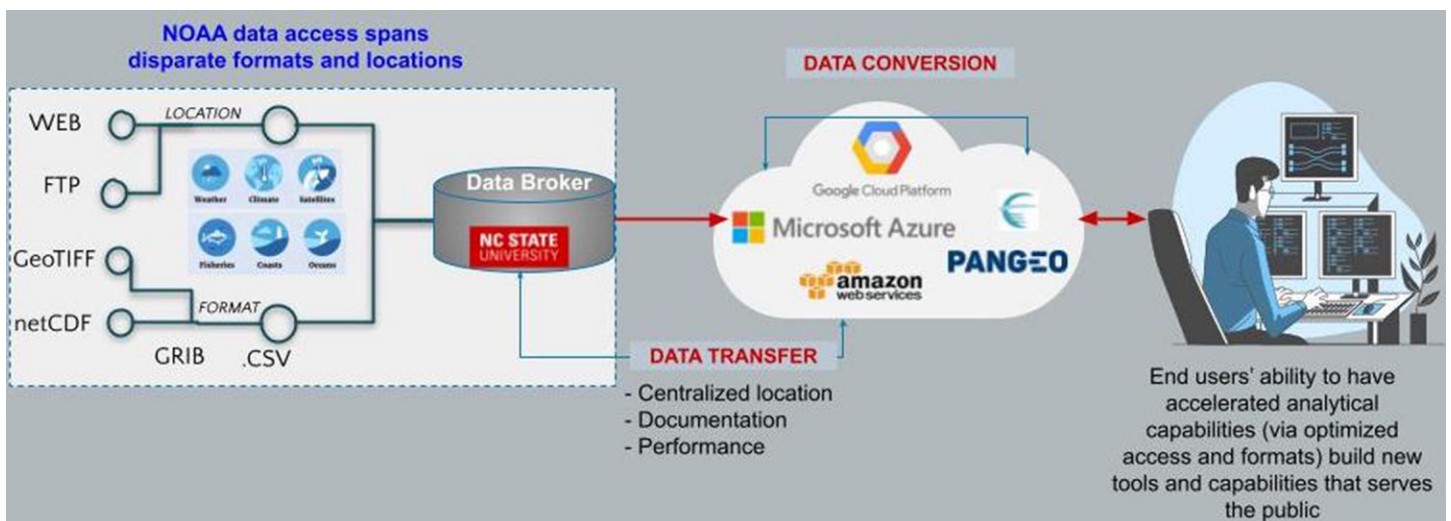 NOAA data access spans
disparate formats and locations
WEB
LOCATION
FTP
Weather
Climate
Satellites
GeoTIFF
Fisheries
Coasts
Oceans
netCDF
FORMAT
GRIB
.CSV
Data Broker
NC STATE
UNIVERSITY
DATA CONVERSION
Google Cloud Platform
Microsoft Azure
PANGEO
amazon
web services
DATA TRANSFER
- Centralized location
- Documentation
- Performance
End users’ ability to have
accelerated analytical
capabilities (via optimized
access and formats) build new
tools and capabilities that serves
the public